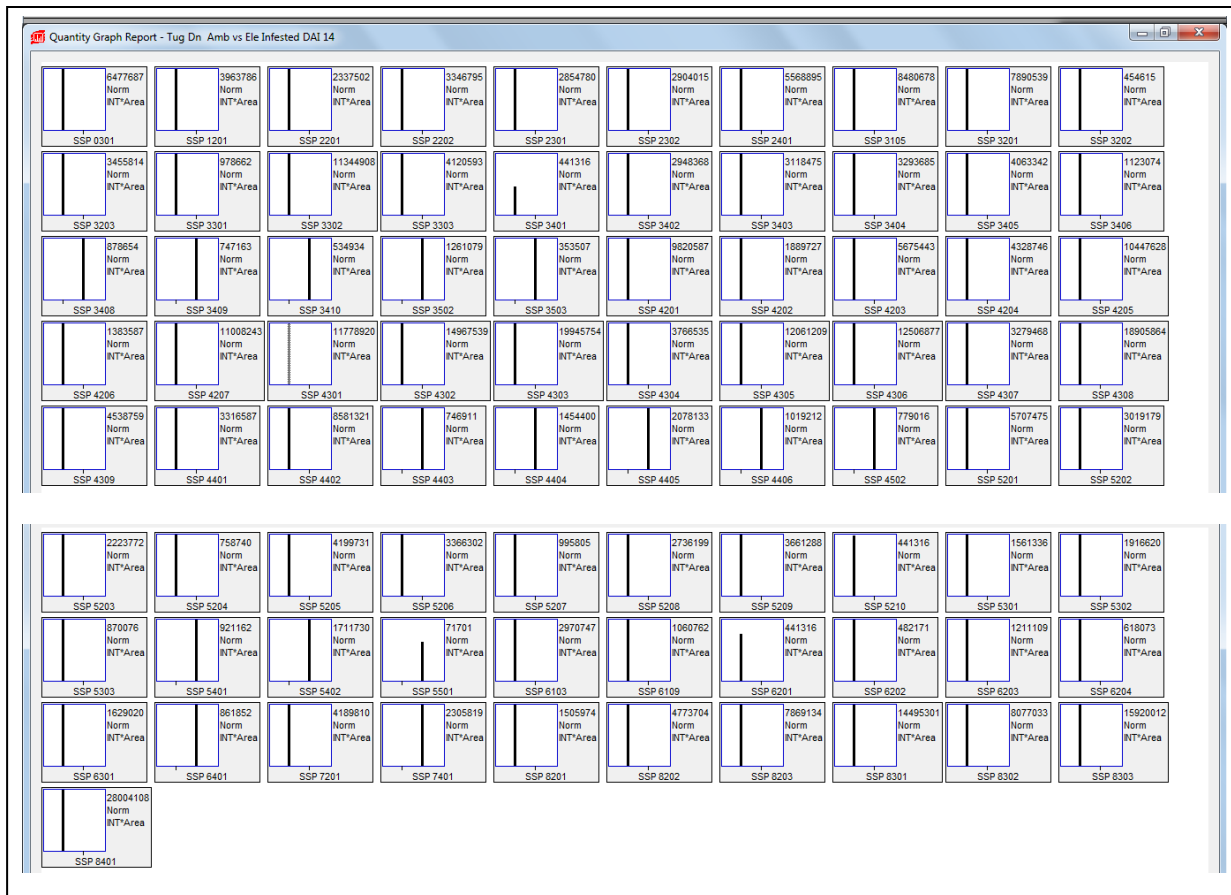 Quantity Graph Report - Tug Dn Amb vs Ele Infested DAI 14
6477687 3963786 2337502 3346795 2854780 2904015 5568895 8480678 7890539 454615
Norm Norm Norm Norm Norm Norm Norm Norm Norm Norm
INT*Area INT*Area INT*Area INT*Area INT*Area INT*Area INT*Area INT*Area INT*Area INT*Area
SSP 0301 SSP 1201 SSP 2201 SSP 2202 SSP 2301 SSP 2302 SSP 2401 SSP 3105 SSP 3201 SSP 3202
3455814 978662 11344908 4120593 441316 2948368 3118475 3293685 4063342 1123074
Norm Norm Norm Norm Norm Norm Norm Norm Norm Norm
INT*Area INT*Area INT*Area INT*Area INT*Area INT*Area INT*Area INT*Area INT*Area INT*Area
SSP 3203 SSP 3301 SSP 3302 SSP 3303 SSP 3401 SSP 3402 SSP 3403 SSP 3404 SSP 3405 SSP 3406
878654 747163 534934 1261079 353507 9820587 1889727 5675443 4328746 10447628
Norm Norm Norm Norm Norm Norm Norm Norm Norm Norm
INT*Area INT*Area INT*Area INT*Area INT*Area INT*Area INT*Area INT*Area INT*Area INT*Area
SSP 3408 SSP 3409 SSP 3410 SSP 3502 SSP 3503 SSP 4201 SSP 4202 SSP 4203 SSP 4204 SSP 4205
1383587 11008243 11778920 14967539 19945754 3766535 12061209 12506877 3279468 18905864
Norm Norm Norm Norm Norm Norm Norm Norm Norm Norm
INT*Area INT*Area INT*Area INT*Area INT*Area INT*Area INT*Area INT*Area INT*Area INT*Area
SSP 4206 SSP 4207 SSP 4301 SSP 4302 SSP 4303 SSP 4304 SSP 4305 SSP 4306 SSP 4307 SSP 4308
4538759 3316587 8581321 746911 1454400 2078133 1019212 779016 5707475 3019179
Norm Norm Norm Norm Norm Norm Norm Norm Norm Norm
INT*Area INT*Area INT*Area INT*Area INT*Area INT*Area INT*Area INT*Area INT*Area INT*Area
SSP 4309 SSP 4401 SSP 4402 SSP 4403 SSP 4404 SSP 4405 SSP 4406 SSP 4502 SSP 5201 SSP 5202
2223772 758740 4199731 3366302 995805 2736199 3661288 441316 1561336 1916620
Norm Norm Norm Norm Norm Norm Norm Norm Norm Norm
INT*Area INT*Area INT*Area INT*Area INT*Area INT*Area INT*Area INT*Area INT*Area INT*Area
SSP 5203 SSP 5204 SSP 5205 SSP 5206 SSP 5207 SSP 5208 SSP 5209 SSP 5210 SSP 5301 SSP 5302
870076 921162 1711730 71701 2970747 1060762 441316 482171 1211109 618073
Norm Norm Norm Norm Norm Norm Norm Norm Norm Norm
INT*Area INT*Area INT*Area INT*Area INT*Area INT*Area INT*Area INT*Area INT*Area INT*Area
SSP 5303 SSP 5401 SSP 5402 SSP 5501 SSP 6103 SSP 6109 SSP 6201 SSP 6202 SSP 6203 SSP 6204
1629020 861852 4189810 2305819 1505974 4773704 7869134 14495301 8077033 15920012
Norm Norm Norm Norm Norm Norm Norm Norm Norm Norm
INT*Area INT*Area INT*Area INT*Area INT*Area INT*Area INT*Area INT*Area INT*Area INT*Area
SSP 6301 SSP 6401 SSP 7201 SSP 7401 SSP 8201 SSP 8202 SSP 8203 SSP 8301 SSP 8302 SSP 8303
28004108
Norm
INT*Area
SSP 8401